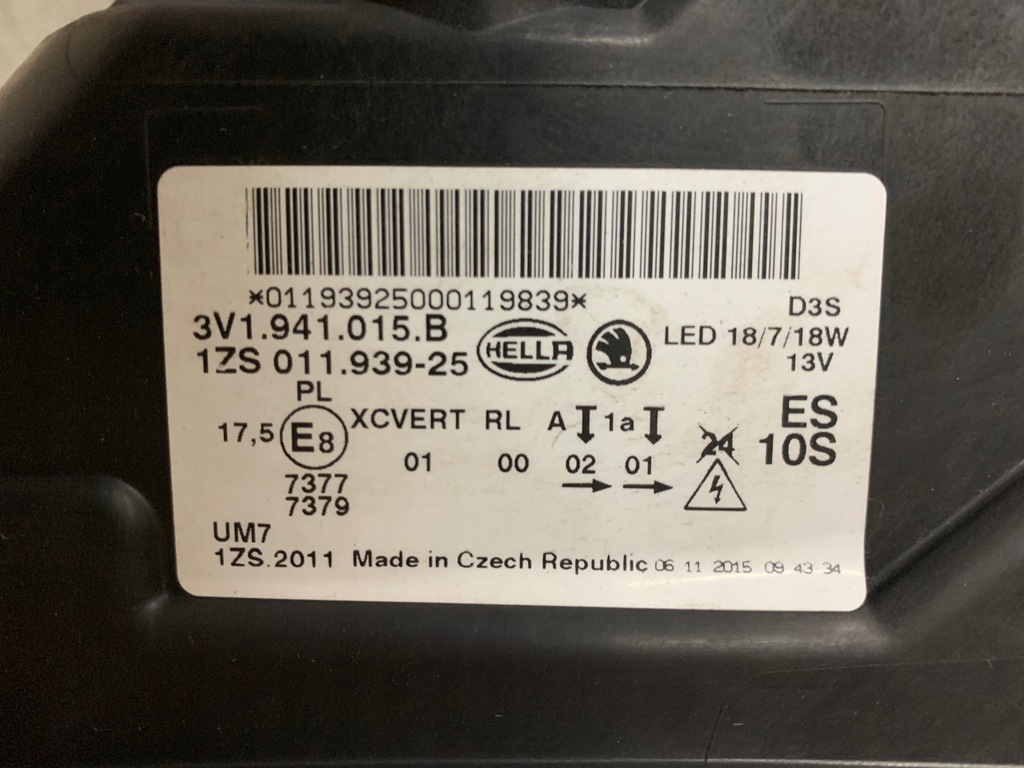 *01193925000119839*
3V1.941.015.B
1ZS 011.939-25
HELLA
D3S
LED 18/7/18W
13V
PL
17,5 E8 XCVERT RL A 1a
01 00 02 01
7377
7379
24
ES
10S
UM7
1ZS.2011 Made in Czech Republic 06 11 2015 09 43 34